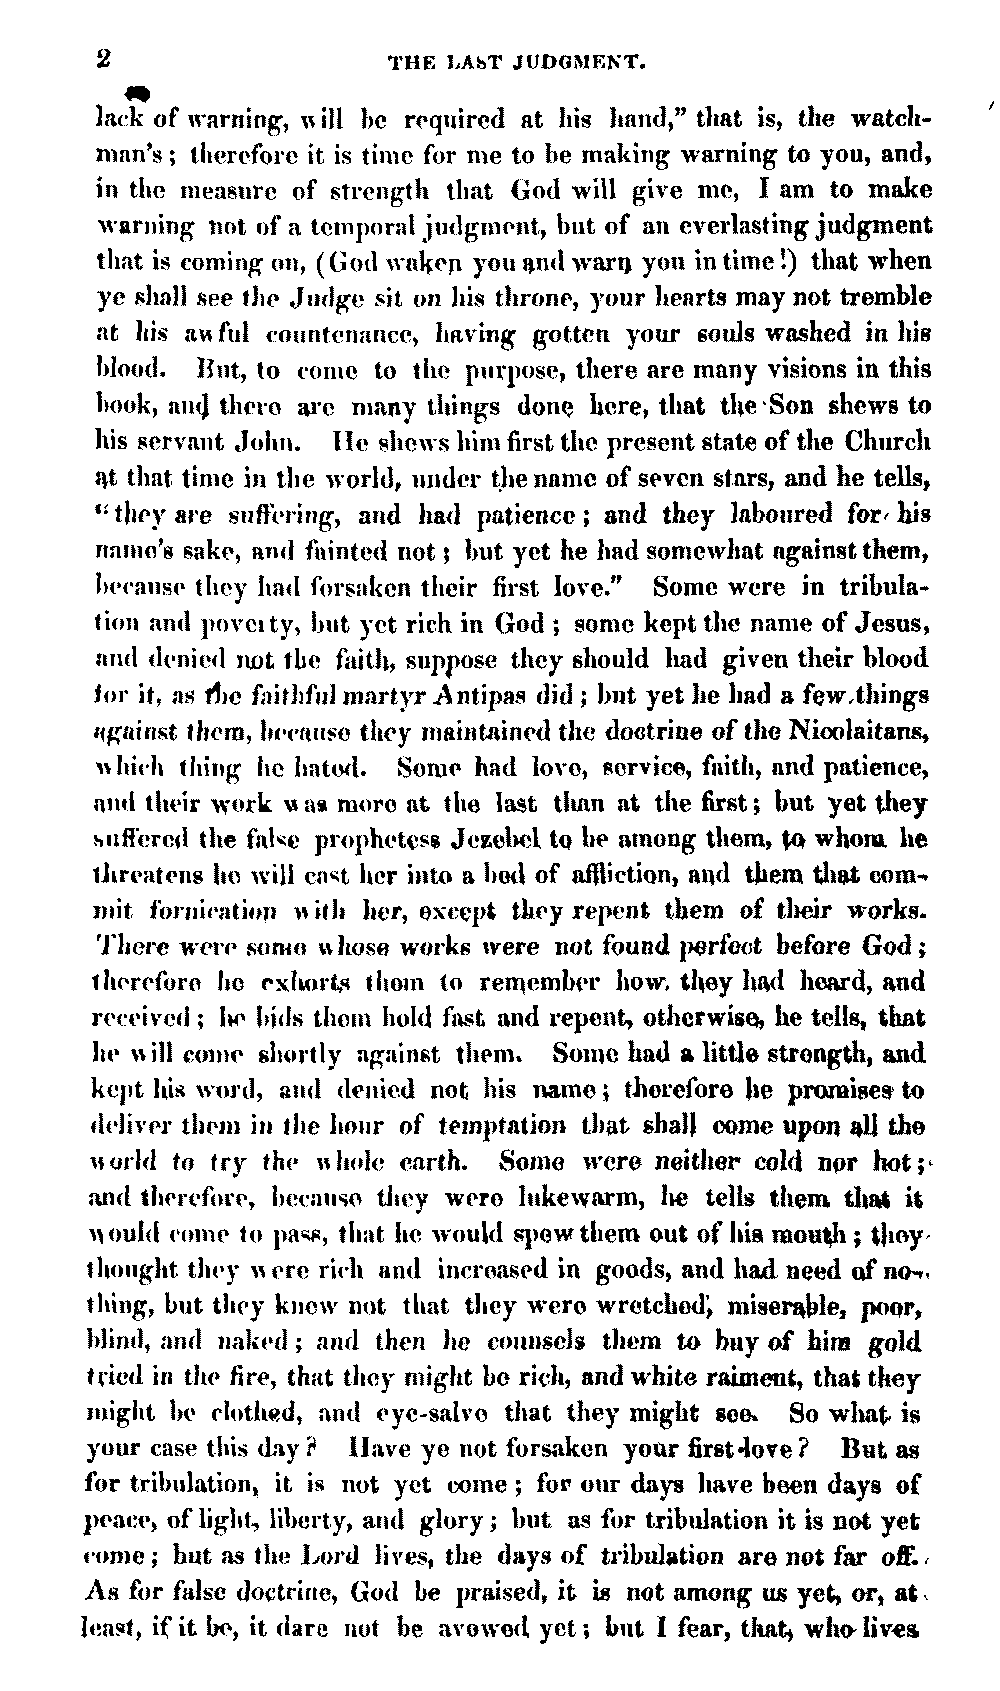 2 THE LAST JUDGMENT.
lack of warning, will be required at his hand,” that is, the watch-
man’s; therefore it is time for me to be making warning to you, and,
in the measure of strength that God will give me, I am to make
warning not of a temporal judgment, but of an everlasting judgment
that is coming on, (God waken you and warn you in time!) that when
ye shall see the Judge sit on his throne, your hearts may not tremble
at his awful countenance, having gotten your souls washed in his
blood. But, to come to the purpose, there are many visions in this
book, and there are many things done here, that the Son shews to
his servant John. He shews him first the present state of the Church
at that time in the world, under the name of seven stars, and he tells,
“they are suffering, and had patience; and they laboured for his
name’s sake, and fainted not; but yet he had somewhat against them,
because they had forsaken their first love.” Some were in tribula-
tion and poverty, but yet rich in God; some kept the name of Jesus,
and denied not the faith, suppose they should had given their blood
for it, as the faithful martyr Antipas did; but yet he had a few things
against them, because they maintained the doctrine of the Nicolaitans,
which thing he hated. Some had love, service, faith, and patience,
and their work was more at the last than at the first; but yet they
suffered the false prophetess Jezebel to be among them, to whom he
threatens he will cast her into a bed of affliction, and them that com-
mit fornication with her, except they repent them of their works.
There were some whose works were not found perfect before God;
therefore he exhorts them to remember how they had heard, and
received; he bids them hold fast and repent, otherwise, he tells, that
he will come shortly against them. Some had a little strength, and
kept his word, and denied not his name; therefore he promises to
deliver them in the hour of temptation that shall come upon all the
world to try the whole earth. Some were neither cold nor hot;
and therefore, because they were lukewarm, he tells them that it
would come to pass, that he would spew them out of his mouth; they
thought they were rich and increased in goods, and had need of no-
thing, but they knew not that they were wretched, miserable, poor,
blind, and naked; and then he counsels them to buy of him gold
tried in the fire, that they might be rich, and white raiment, that they
might be clothed, and eye-salve that they might see. So what is
your case this day? Have ye not forsaken your first love? But as
for tribulation, it is not yet come; for our days have been days of
peace, of light, liberty, and glory; but as for tribulation it is not yet
come; but as the Lord lives, the days of tribulation are not far off.
As for false doctrine, God be praised, it is not among us yet, or, at
least, if it be, it dare not be avowed yet; but I fear, that, who lives